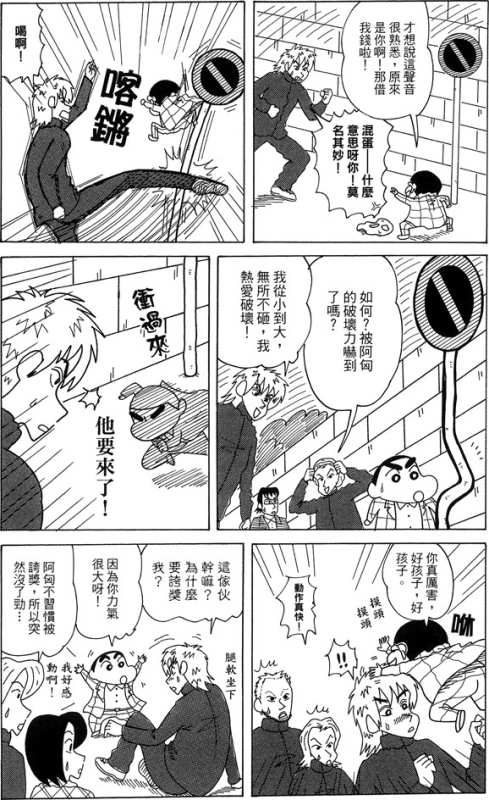 才想說這聲音
很熟悉，原來
是你啊！那借
我錢啦！
混蛋——什麼
意思呀你！莫
名其妙！
喀鏘
喝啊！
如何？被阿匈
的破壞力嚇到
了嗎？
我從小到大，
無所不砸，我
熱愛破壞！
衝過來
他要來了！
咻
你真厲害，
好孩子，好
孩子。
摸頭
摸頭
!!
動作真快！
這傢伙
幹嘛？
為什麼
要誇獎
我？
腿軟坐下
因為你力氣
很大呀！
我好感
動啊！
阿匈不習慣被
誇獎，所以突
然沒了勁…